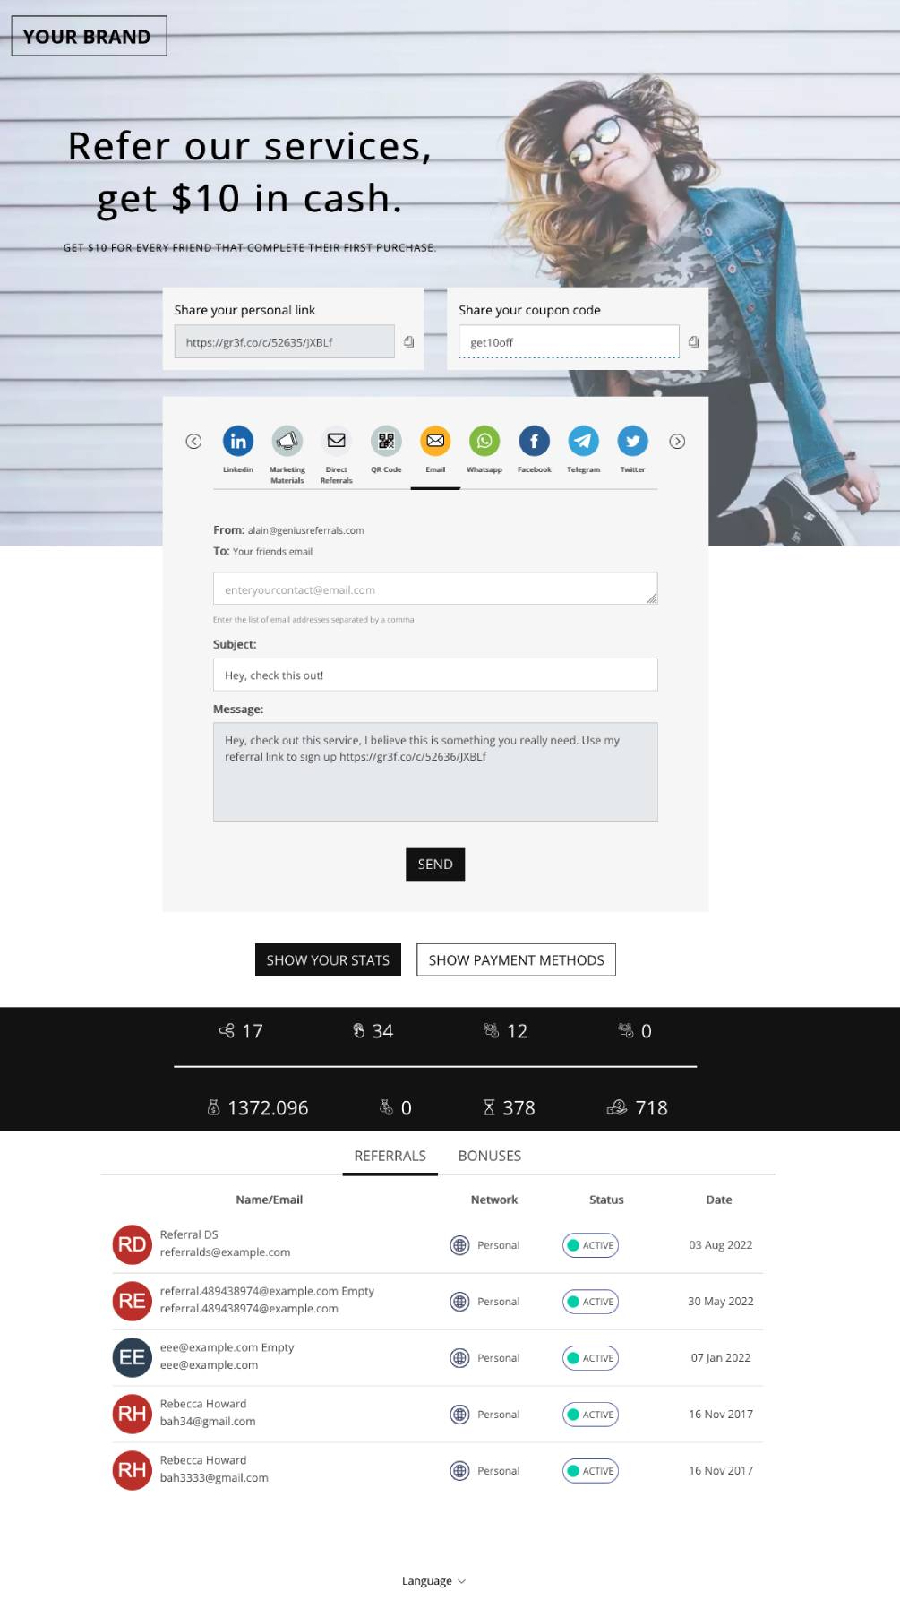 YOUR BRAND
Refer our services,
get $10 in cash.
GET $10 FOR EVERY FRIEND THAT COMPLETE THEIR FIRST PURCHASE.
Share your personal link
https://gr3f.co/c/52635/JXBLf
Share your coupon code
get10off
Linkedin
Marketing
Materials
Direct
Referrals
QR Code
Email
Whatsapp
Facebook
Telegram
Twitter
From: alain@geniusreferrals.com
To: Your friends email
enteryourcontact@email.com
Enter the list of email addresses separated by a comma
Subject:
Hey, check this out!
Message:
Hey, check out this service, I believe this is something you really need. Use my
referral link to sign up https://gr3f.co/c/52636/JXBLf
SEND
SHOW YOUR STATS
SHOW PAYMENT METHODS
17 34 12 0
1372.096 0 378 718
REFERRALS BONUSES
Name/Email Network Status Date
RD
Referral DS
referralds@example.com
Personal ACTIVE 03 Aug 2022
RE
referral.489438974@example.com Empty
referral.489438974@example.com
Personal ACTIVE 30 May 2022
EE
eee@example.com Empty
eee@example.com
Personal ACTIVE 07 Jan 2022
RH
Rebecca Howard
bah34@gmail.com
Personal ACTIVE 16 Nov 2017
RH
Rebecca Howard
bah3333@gmail.com
Personal ACTIVE 16 Nov 2017
Language